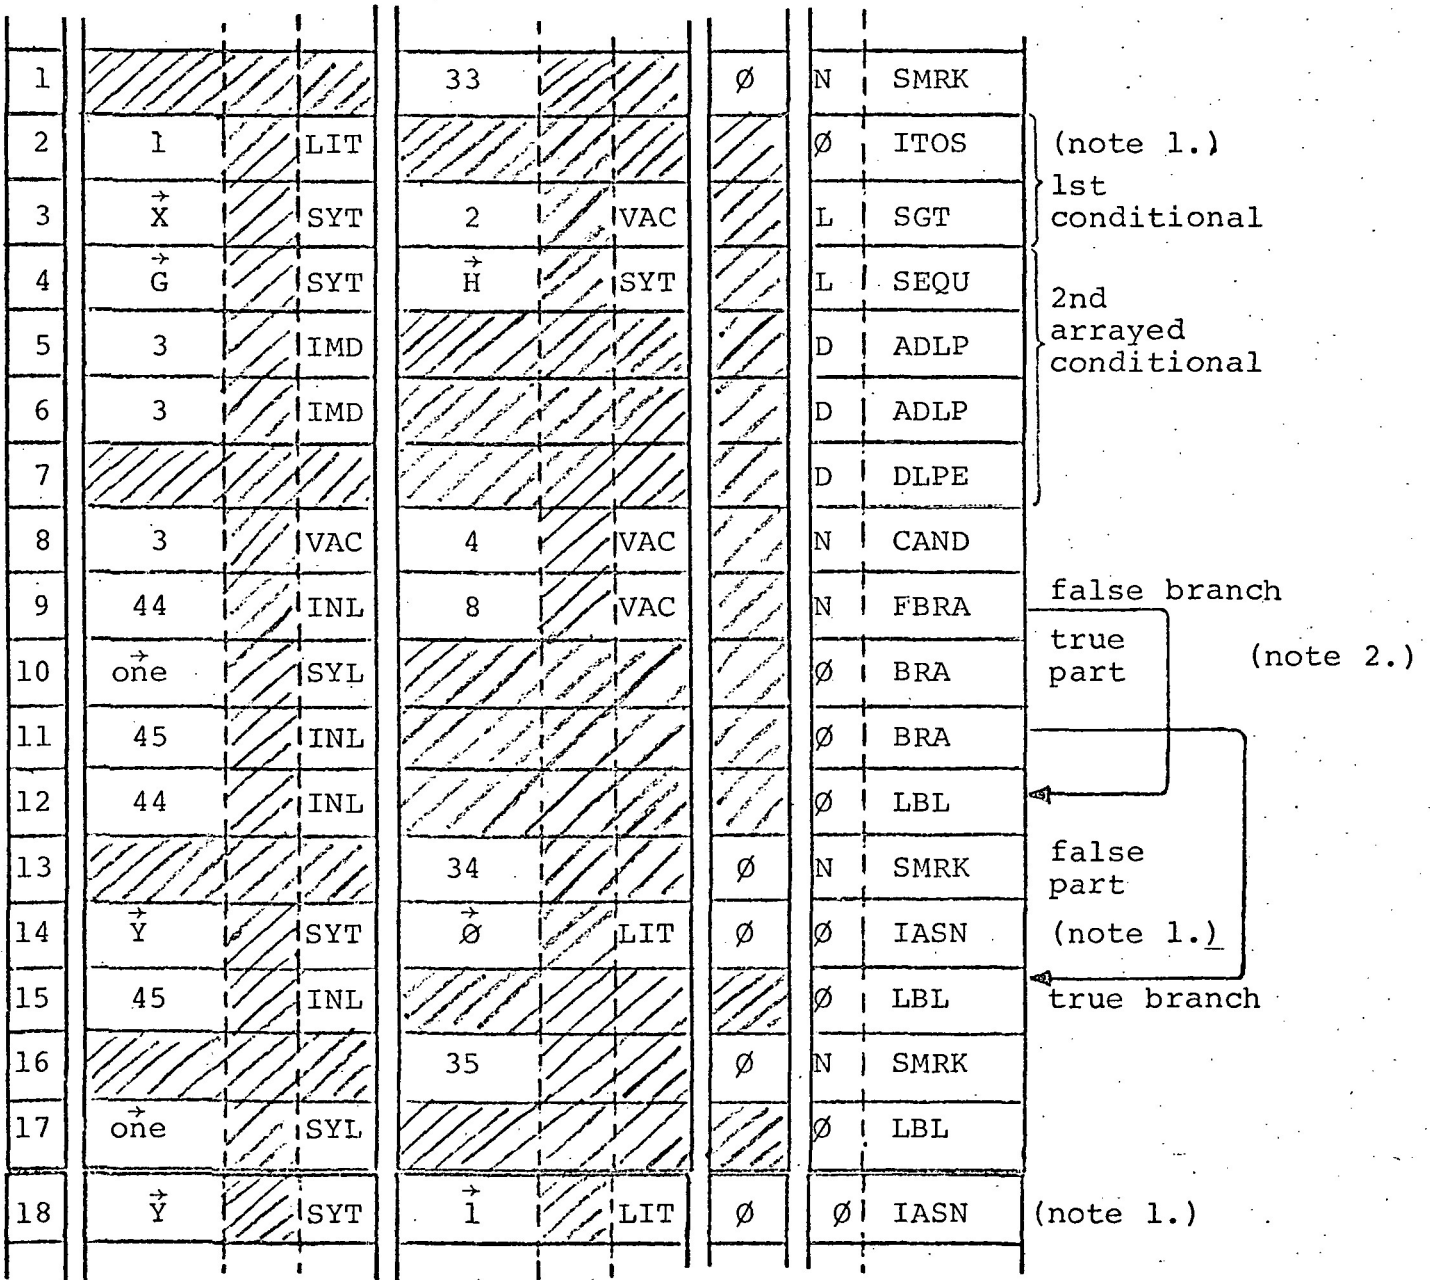 1 33 Ø N SMRK
2 1 LIT Ø ITOS (note 1.)
1st
3 X⃗ SYT 2 VAC L SGT conditional
4 G⃗ SYT H⃗ SYT L SEQU
2nd
5 3 IMD D ADLP arrayed
conditional
6 3 IMD D ADLP
7 D DLPE
8 3 VAC 4 VAC N CAND
9 44 INL 8 VAC N FBRA false branch
true
10 one⃗ SYL Ø BRA part (note 2.)
11 45 INL Ø BRA
12 44 INL Ø LBL
13 34 Ø N SMRK false
part
14 Y⃗ SYT Ø⃗ LIT Ø Ø IASN (note 1.)
15 45 INL Ø LBL true branch
16 35 Ø N SMRK
17 one⃗ SYL Ø LBL
18 Y⃗ SYT 1⃗ LIT Ø Ø IASN (note 1.)